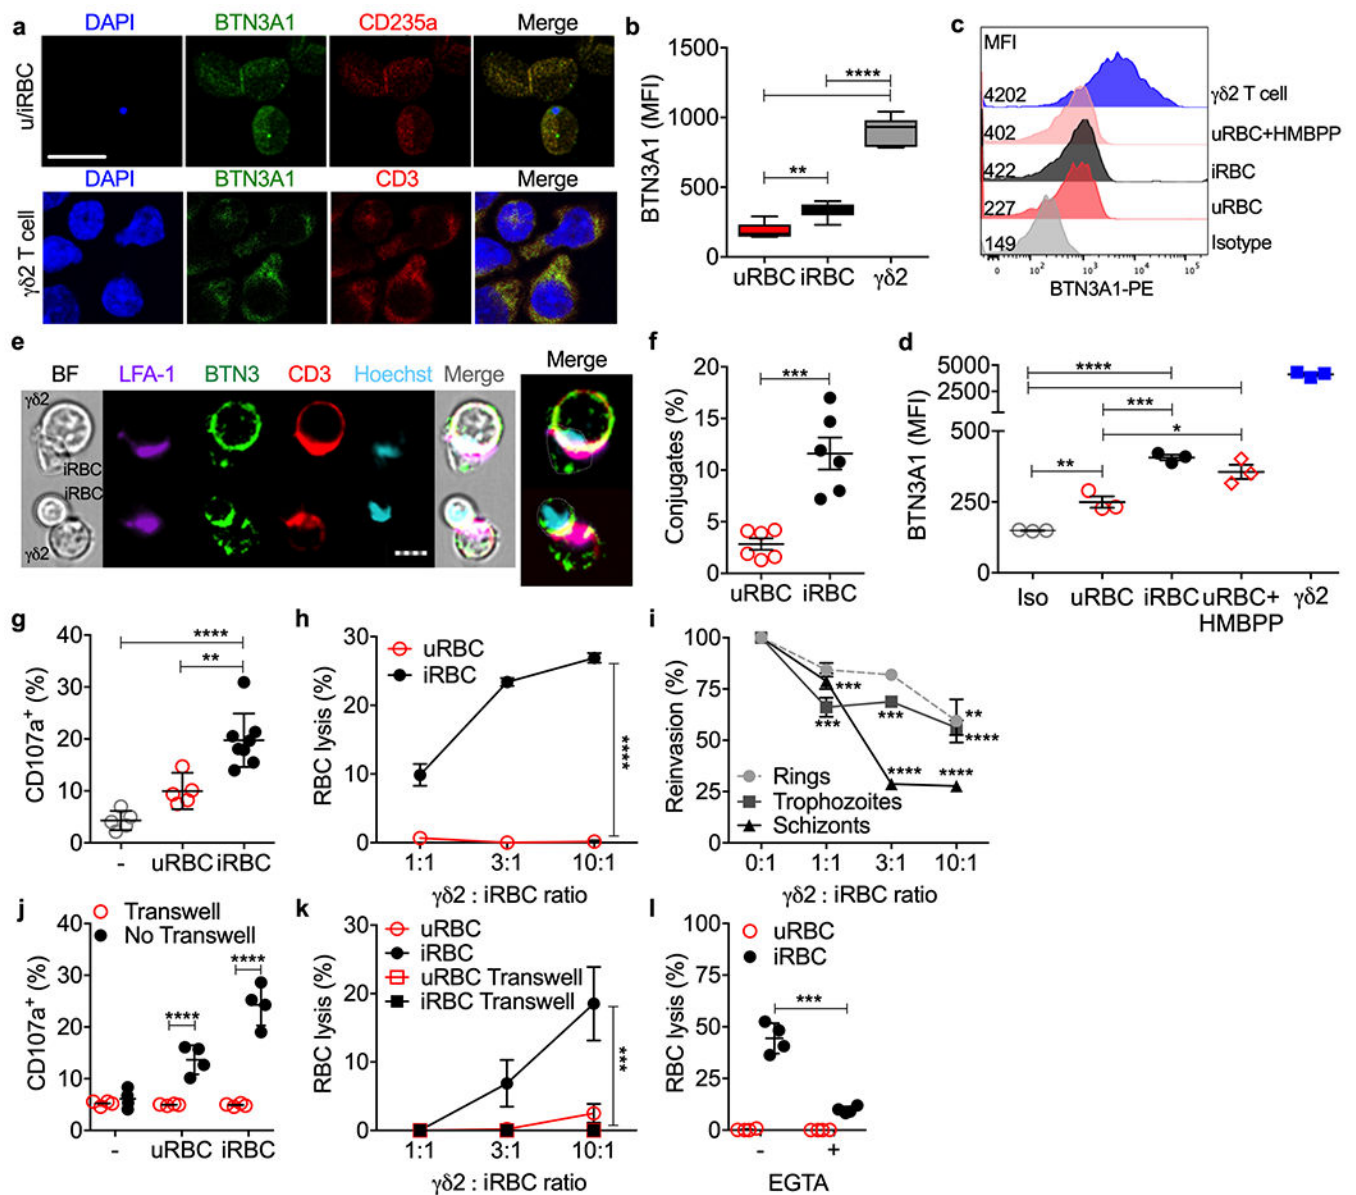 a
DAPI BTN3A1 CD235a Merge
u/iRBC
DAPI BTN3A1 CD3 Merge
γδ2 T cell
b
BTN3A1 (MFI)
1500
1000
500
0
****
**
uRBC iRBC γδ2
c
MFI
4202 γδ2 T cell
402 uRBC+HMBPP
422 iRBC
227 uRBC
149 Isotype
0 10² 10³ 10⁴ 10⁵
BTN3A1-PE
e
BF LFA-1 BTN3 CD3 Hoechst Merge Merge
γδ2
iRBC
iRBC
γδ2
f
Conjugates (%)
20
15
10
5
0
***
uRBC iRBC
d
BTN3A1 (MFI)
5000
2500
500
250
0
****
***
*
**
Iso uRBC iRBC uRBC+ γδ2
HMBPP
g
CD107a⁺ (%)
40
30
20
10
0
****
**
- uRBC iRBC
h
RBC lysis (%)
30
20
10
0
uRBC
iRBC
****
1:1 3:1 10:1
γδ2 : iRBC ratio
i
Reinvasion (%)
100
75
50
25
0
***
***
***
**
****
****
****
Rings
Trophozoites
Schizonts
0:1 1:1 3:1 10:1
γδ2 : iRBC ratio
j
CD107a⁺ (%)
40
30
20
10
0
Transwell
No Transwell
****
****
- uRBC iRBC
k
RBC lysis (%)
30
20
10
0
uRBC
iRBC
uRBC Transwell
iRBC Transwell
***
1:1 3:1 10:1
γδ2 : iRBC ratio
l
RBC lysis (%)
100
75
50
25
0
uRBC
iRBC
***
- +
EGTA